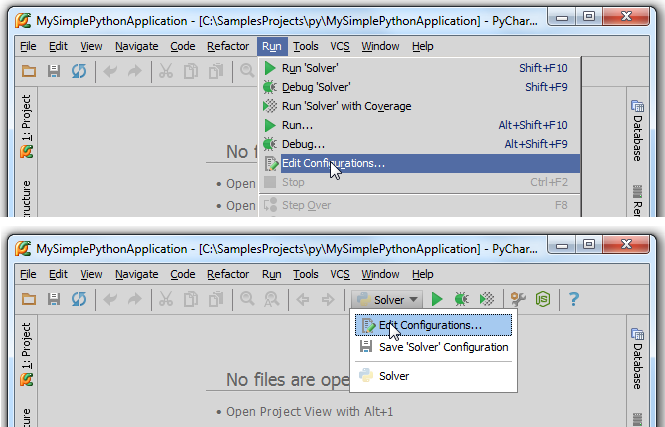 MySimplePythonApplication - [C:\SamplesProjects\py\MySimplePythonApplication] - PyChar...
File Edit View Navigate Code Refactor Run Tools VCS Window Help
Run 'Solver' Shift+F10
Debug 'Solver' Shift+F9
Run 'Solver' with Coverage
Run... Alt+Shift+F10
Debug... Alt+Shift+F9
Edit Configurations...
Stop Ctrl+F2
Step Over F8
1: Project
No f
• Open
• Open
Database
MySimplePythonApplication - [C:\SamplesProjects\py\MySimplePythonApplication] - PyChar...
File Edit View Navigate Code Refactor Run Tools VCS Window Help
Solver
Edit Configurations...
Save 'Solver' Configuration
Solver
1: Project
No files are ope
• Open Project View with Alt+1
Database